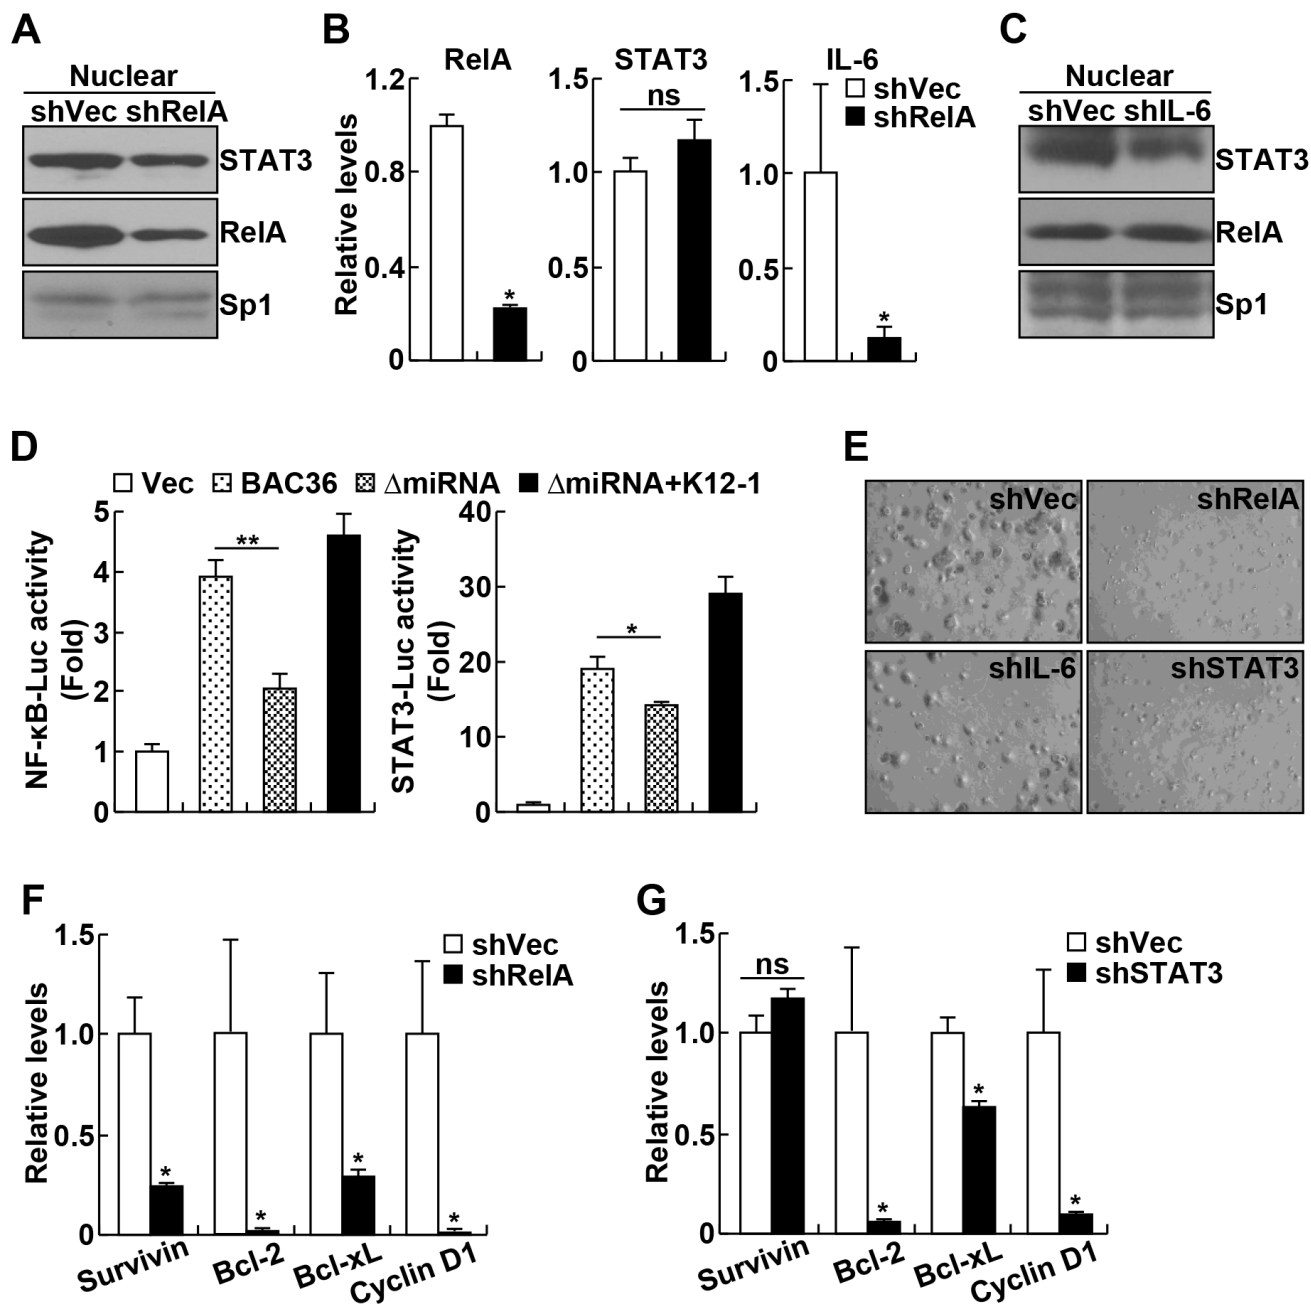 A
Nuclear
shVec shRelA
STAT3
RelA
Sp1
B
RelA
STAT3
IL-6
shVec
shRelA
Relative levels
1.2
0.8
0.4
0
*
1.5
1.0
0.5
0
ns
1.5
1.0
0.5
0
*
C
Nuclear
shVec shIL-6
STAT3
RelA
Sp1
D
Vec BAC36 ΔmiRNA ΔmiRNA+K12-1
NF-κB-Luc activity
(Fold)
5
4
3
2
1
0
**
STAT3-Luc activity
(Fold)
40
30
20
10
0
*
E
shVec
shRelA
shIL-6
shSTAT3
F
shVec
shRelA
Relative levels
1.5
1.0
0.5
0
*
*
*
*
Survivin
Bcl-2
Bcl-xL
Cyclin D1
G
shVec
shSTAT3
Relative levels
1.5
1.0
0.5
0
ns
*
*
*
Survivin
Bcl-2
Bcl-xL
Cyclin D1